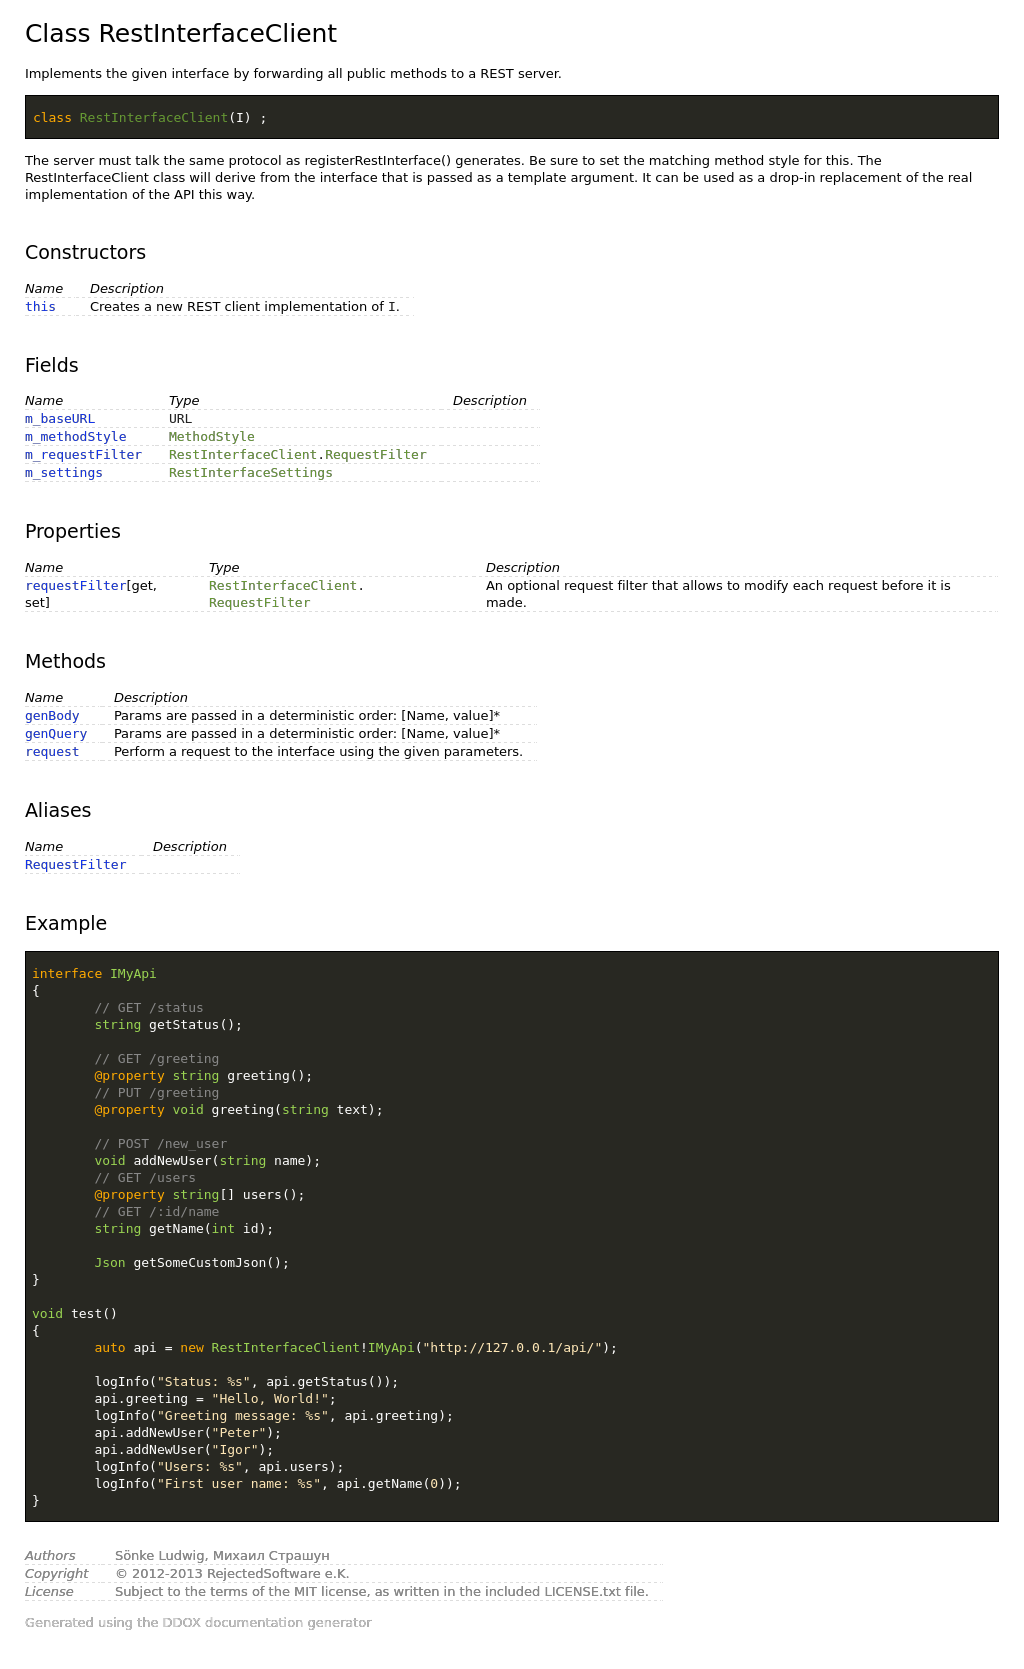 Class RestInterfaceClient
Implements the given interface by forwarding all public methods to a REST server.
class RestInterfaceClient(I) ;
The server must talk the same protocol as registerRestInterface() generates. Be sure to set the matching method style for this. The
RestInterfaceClient class will derive from the interface that is passed as a template argument. It can be used as a drop-in replacement of the real
implementation of the API this way.
Constructors
Name Description
this Creates a new REST client implementation of I.
Fields
Name Type Description
m_baseURL URL
m_methodStyle MethodStyle
m_requestFilter RestInterfaceClient.RequestFilter
m_settings RestInterfaceSettings
Properties
Name Type Description
requestFilter[get, RestInterfaceClient. An optional request filter that allows to modify each request before it is
set] RequestFilter made.
Methods
Name Description
genBody Params are passed in a deterministic order: [Name, value]*
genQuery Params are passed in a deterministic order: [Name, value]*
request Perform a request to the interface using the given parameters.
Aliases
Name Description
RequestFilter
Example
interface IMyApi
{
// GET /status
string getStatus();
// GET /greeting
@property string greeting();
// PUT /greeting
@property void greeting(string text);
// POST /new_user
void addNewUser(string name);
// GET /users
@property string[] users();
// GET /:id/name
string getName(int id);
Json getSomeCustomJson();
}
void test()
{
auto api = new RestInterfaceClient!IMyApi("http://127.0.0.1/api/");
logInfo("Status: %s", api.getStatus());
api.greeting = "Hello, World!";
logInfo("Greeting message: %s", api.greeting);
api.addNewUser("Peter");
api.addNewUser("Igor");
logInfo("Users: %s", api.users);
logInfo("First user name: %s", api.getName(0));
}
Authors Sönke Ludwig, Михаил Страшун
Copyright © 2012-2013 RejectedSoftware e.K.
License Subject to the terms of the MIT license, as written in the included LICENSE.txt file.
Generated using the DDOX documentation generator